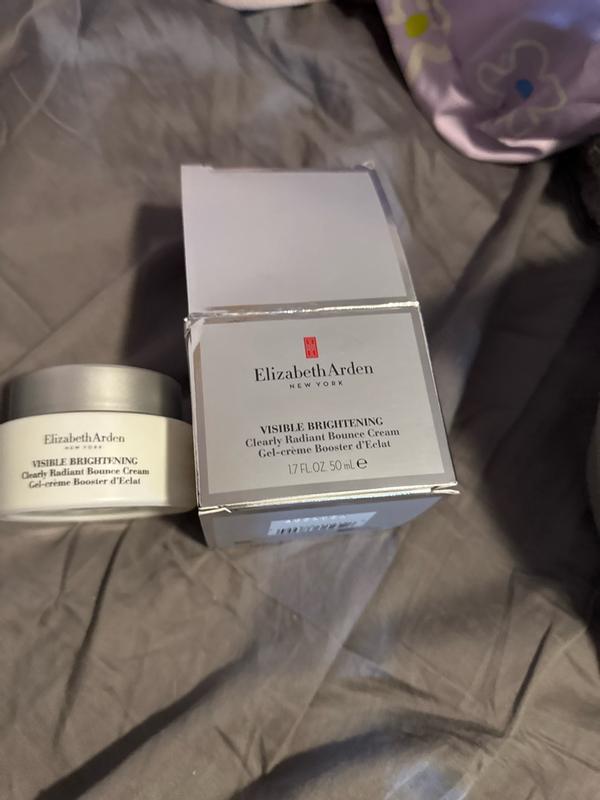 Elizabeth Arden
NEW YORK
VISIBLE BRIGHTENING
Clearly Radiant Bounce Cream
Gel-crème Booster d'Eclat
1.7 FL.OZ. 50 mL ℮
Elizabeth Arden
NEW YORK
VISIBLE BRIGHTENING
Clearly Radiant Bounce Cream
Gel-crème Booster d'Eclat